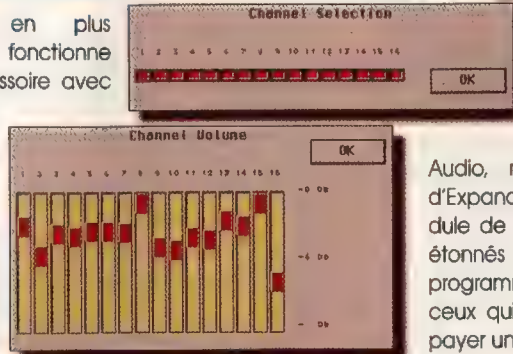 en plus
fonctionne
ssoire avec
Channel Selection
1 2 3 4 5 6 7 8 9 10 11 12 13 14 15 16
OK
Channel Volume
OK
1 2 3 4 5 6 7 8 9 10 11 12 13 14 15 16
-0 Db
-6 Db
- Db
Audio, 
d'Expand
dule de
étonnés
programm
ceux qui
payer un